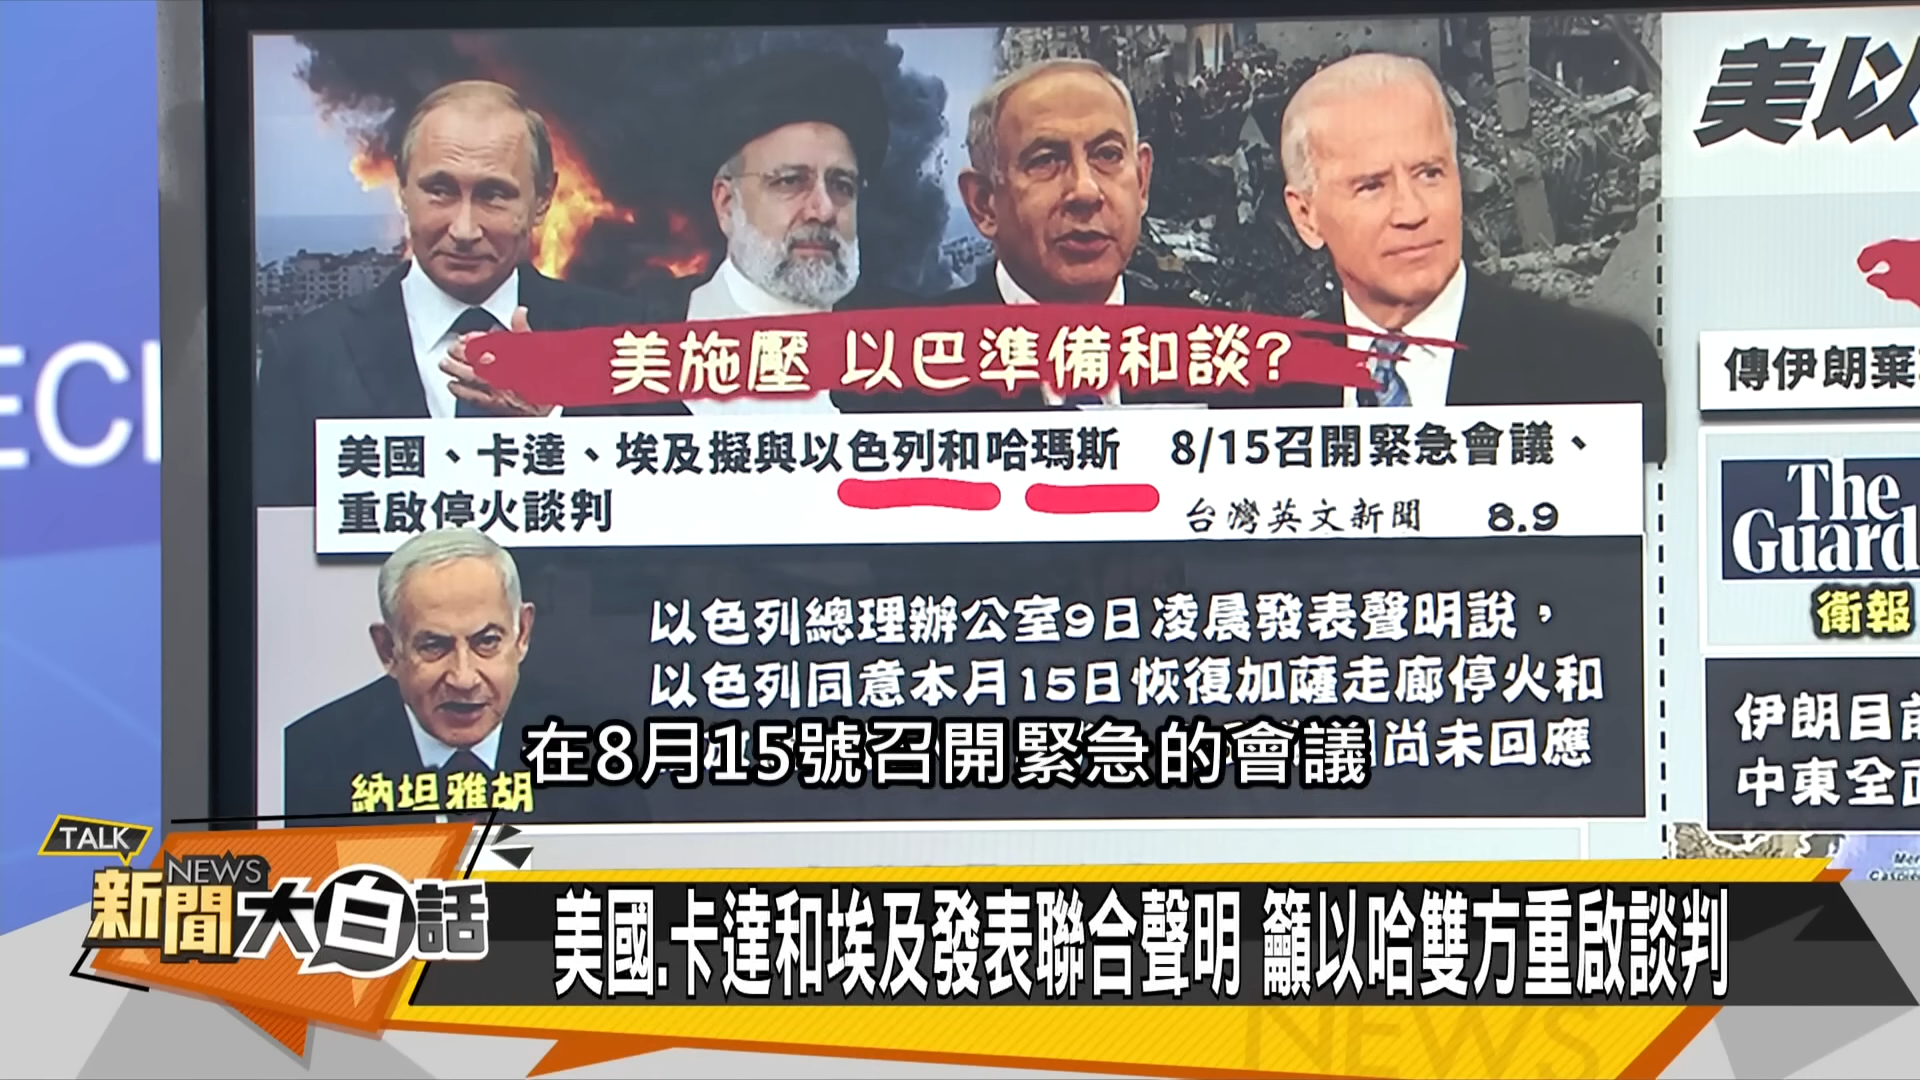 美以
美施壓 以巴準備和談?
傳伊朗棄
ECI
美國、卡達、埃及擬與以色列和哈瑪斯 8/15召開緊急會議、
重啟停火談判
台灣英文新聞 8.9
The
Guard
衛報
以色列總理辦公室9日凌晨發表聲明說，
以色列同意本月15日恢復加薩走廊停火和
尚未回應
納坦雅胡
伊朗目前
中東全面
在8月15號召開緊急的會議
TALK
NEWS
新聞大白話
美國.卡達和埃及發表聯合聲明 籲以哈雙方重啟談判
NEWS